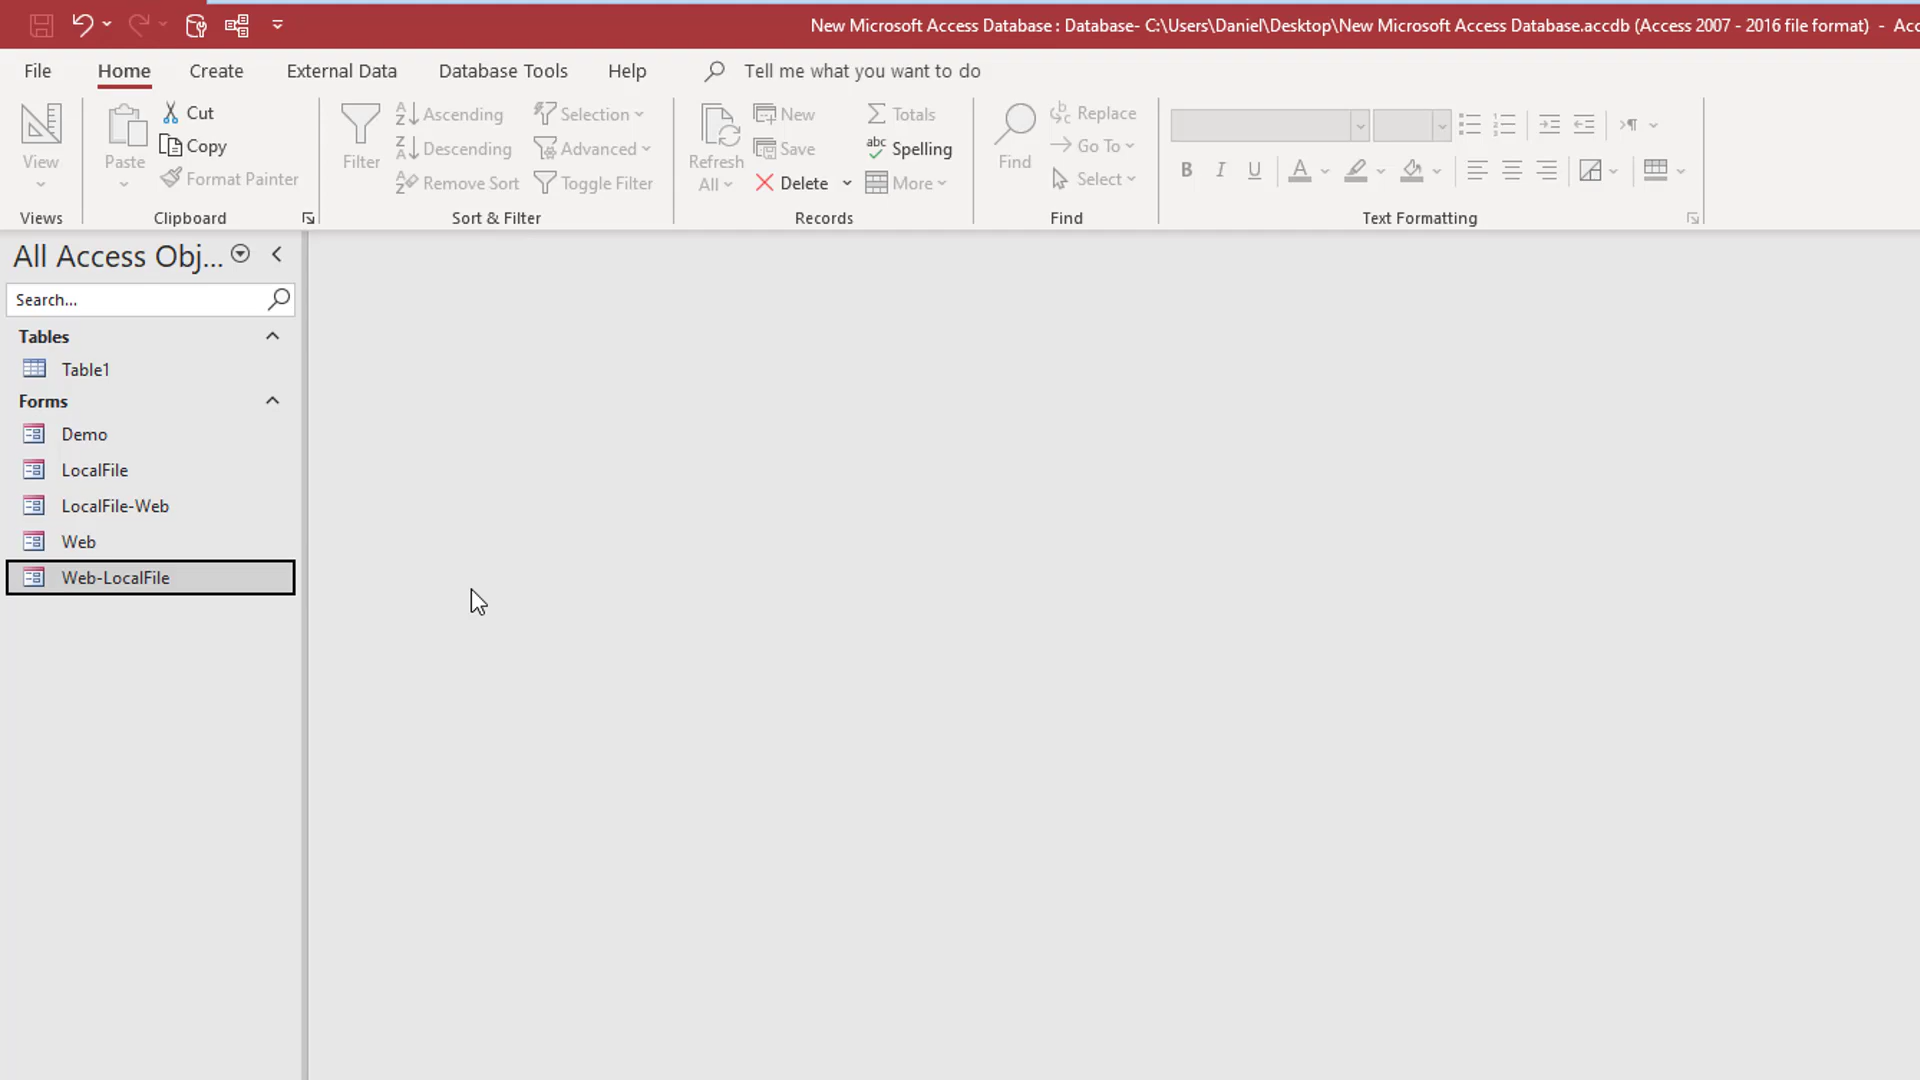 New Microsoft Access Database : Database- C:\Users\Daniel\Desktop\New Microsoft Access Database.accdb (Access 2007 - 2016 file format) - Acc
File Home Create External Data Database Tools Help Tell me what you want to do
View
Views
Paste
Cut
Copy
Format Painter
Clipboard
Filter
Ascending
Descending
Remove Sort
Selection
Advanced
Toggle Filter
Sort & Filter
Refresh
All
New
Save
Delete
Totals
Spelling
More
Records
Find
Replace
Go To
Select
Find
B I U
Text Formatting
All Access Obj...
Search...
Tables
Table1
Forms
Demo
LocalFile
LocalFile-Web
Web
Web-LocalFile